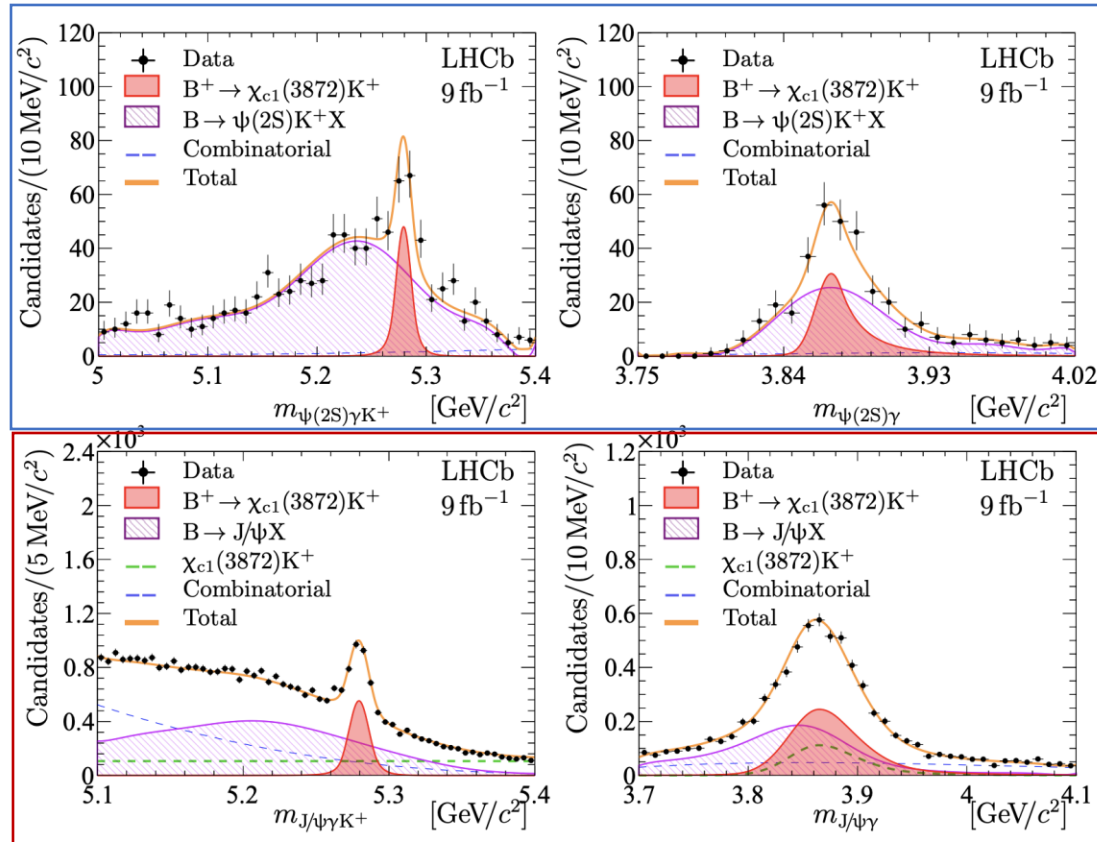 120
100
80
60
40
20
0
Candidates/(10 MeV/c²)
Data
B⁺ → χc1(3872)K⁺
B → ψ(2S)K⁺X
Combinatorial
Total
LHCb
9 fb⁻¹
5 5.1 5.2 5.3 5.4
mψ(2S)γK⁺ [GeV/c²]
120
100
80
60
40
20
0
Candidates/(10 MeV/c²)
Data
B⁺ → χc1(3872)K⁺
B → ψ(2S)K⁺X
Combinatorial
Total
LHCb
9 fb⁻¹
3.75 3.84 3.93 4.02
mψ(2S)γ [GeV/c²]
×10³
2.4
2
1.6
1.2
0.8
0.4
0
Candidates/(5 MeV/c²)
Data
B⁺ → χc1(3872)K⁺
B → J/ψX
χc1(3872)K⁺
Combinatorial
Total
LHCb
9 fb⁻¹
5.1 5.2 5.3 5.4
mJ/ψγK⁺ [GeV/c²]
×10³
1.2
1
0.8
0.6
0.4
0.2
0
Candidates/(10 MeV/c²)
Data
B⁺ → χc1(3872)K⁺
B → J/ψX
χc1(3872)K⁺
Combinatorial
Total
LHCb
9 fb⁻¹
3.7 3.8 3.9 4 4.1
mJ/ψγ [GeV/c²]